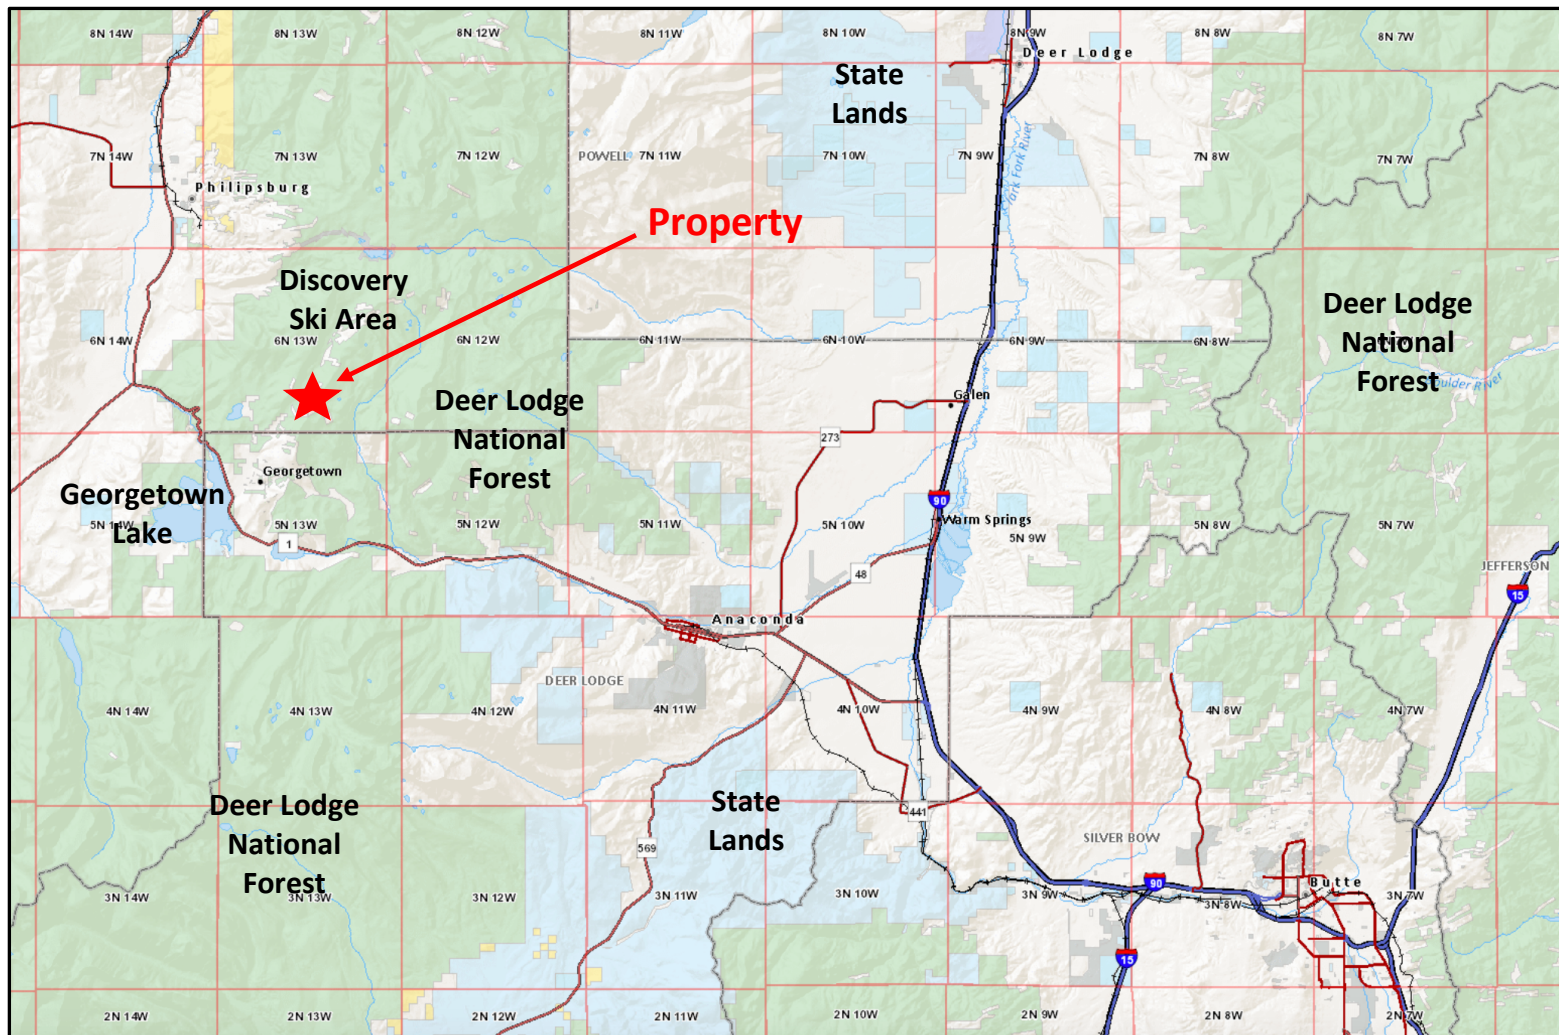 8N 14W
8N 13W
8N 12W
8N 11W
8N 10W
8N 9W
8N 8W
8N 7W
Deer Lodge
State
Lands
7N 14W
7N 13W
7N 12W
POWELL
7N 11W
7N 10W
7N 9W
7N 8W
7N 7W
Philipsburg
Property
Discovery
Ski Area
6N 14W
6N 13W
6N 12W
6N 11W
6N 10W
6N 9W
6N 8W
Deer Lodge
National
Forest
Boulder River
Deer Lodge
National
Forest
Galen
273
Georgetown
Georgetown
Lake
90
Warm Springs
5N 14W
5N 13W
5N 12W
5N 11W
5N 10W
5N 9W
5N 8W
5N 7W
1
48
JEFFERSON
15
Anaconda
DEER LODGE
4N 14W
4N 13W
4N 12W
4N 11W
4N 10W
4N 9W
4N 8W
4N 7W
Deer Lodge
National
Forest
State
Lands
441
569
SILVER BOW
90
Butte
3N 14W
3N 13W
3N 12W
3N 11W
3N 10W
3N 9W
3N 8W
3N 7W
15
2N 14W
2N 13W
2N 12W
2N 11W
2N 10W
2N 9W
2N 8W
2N 7W